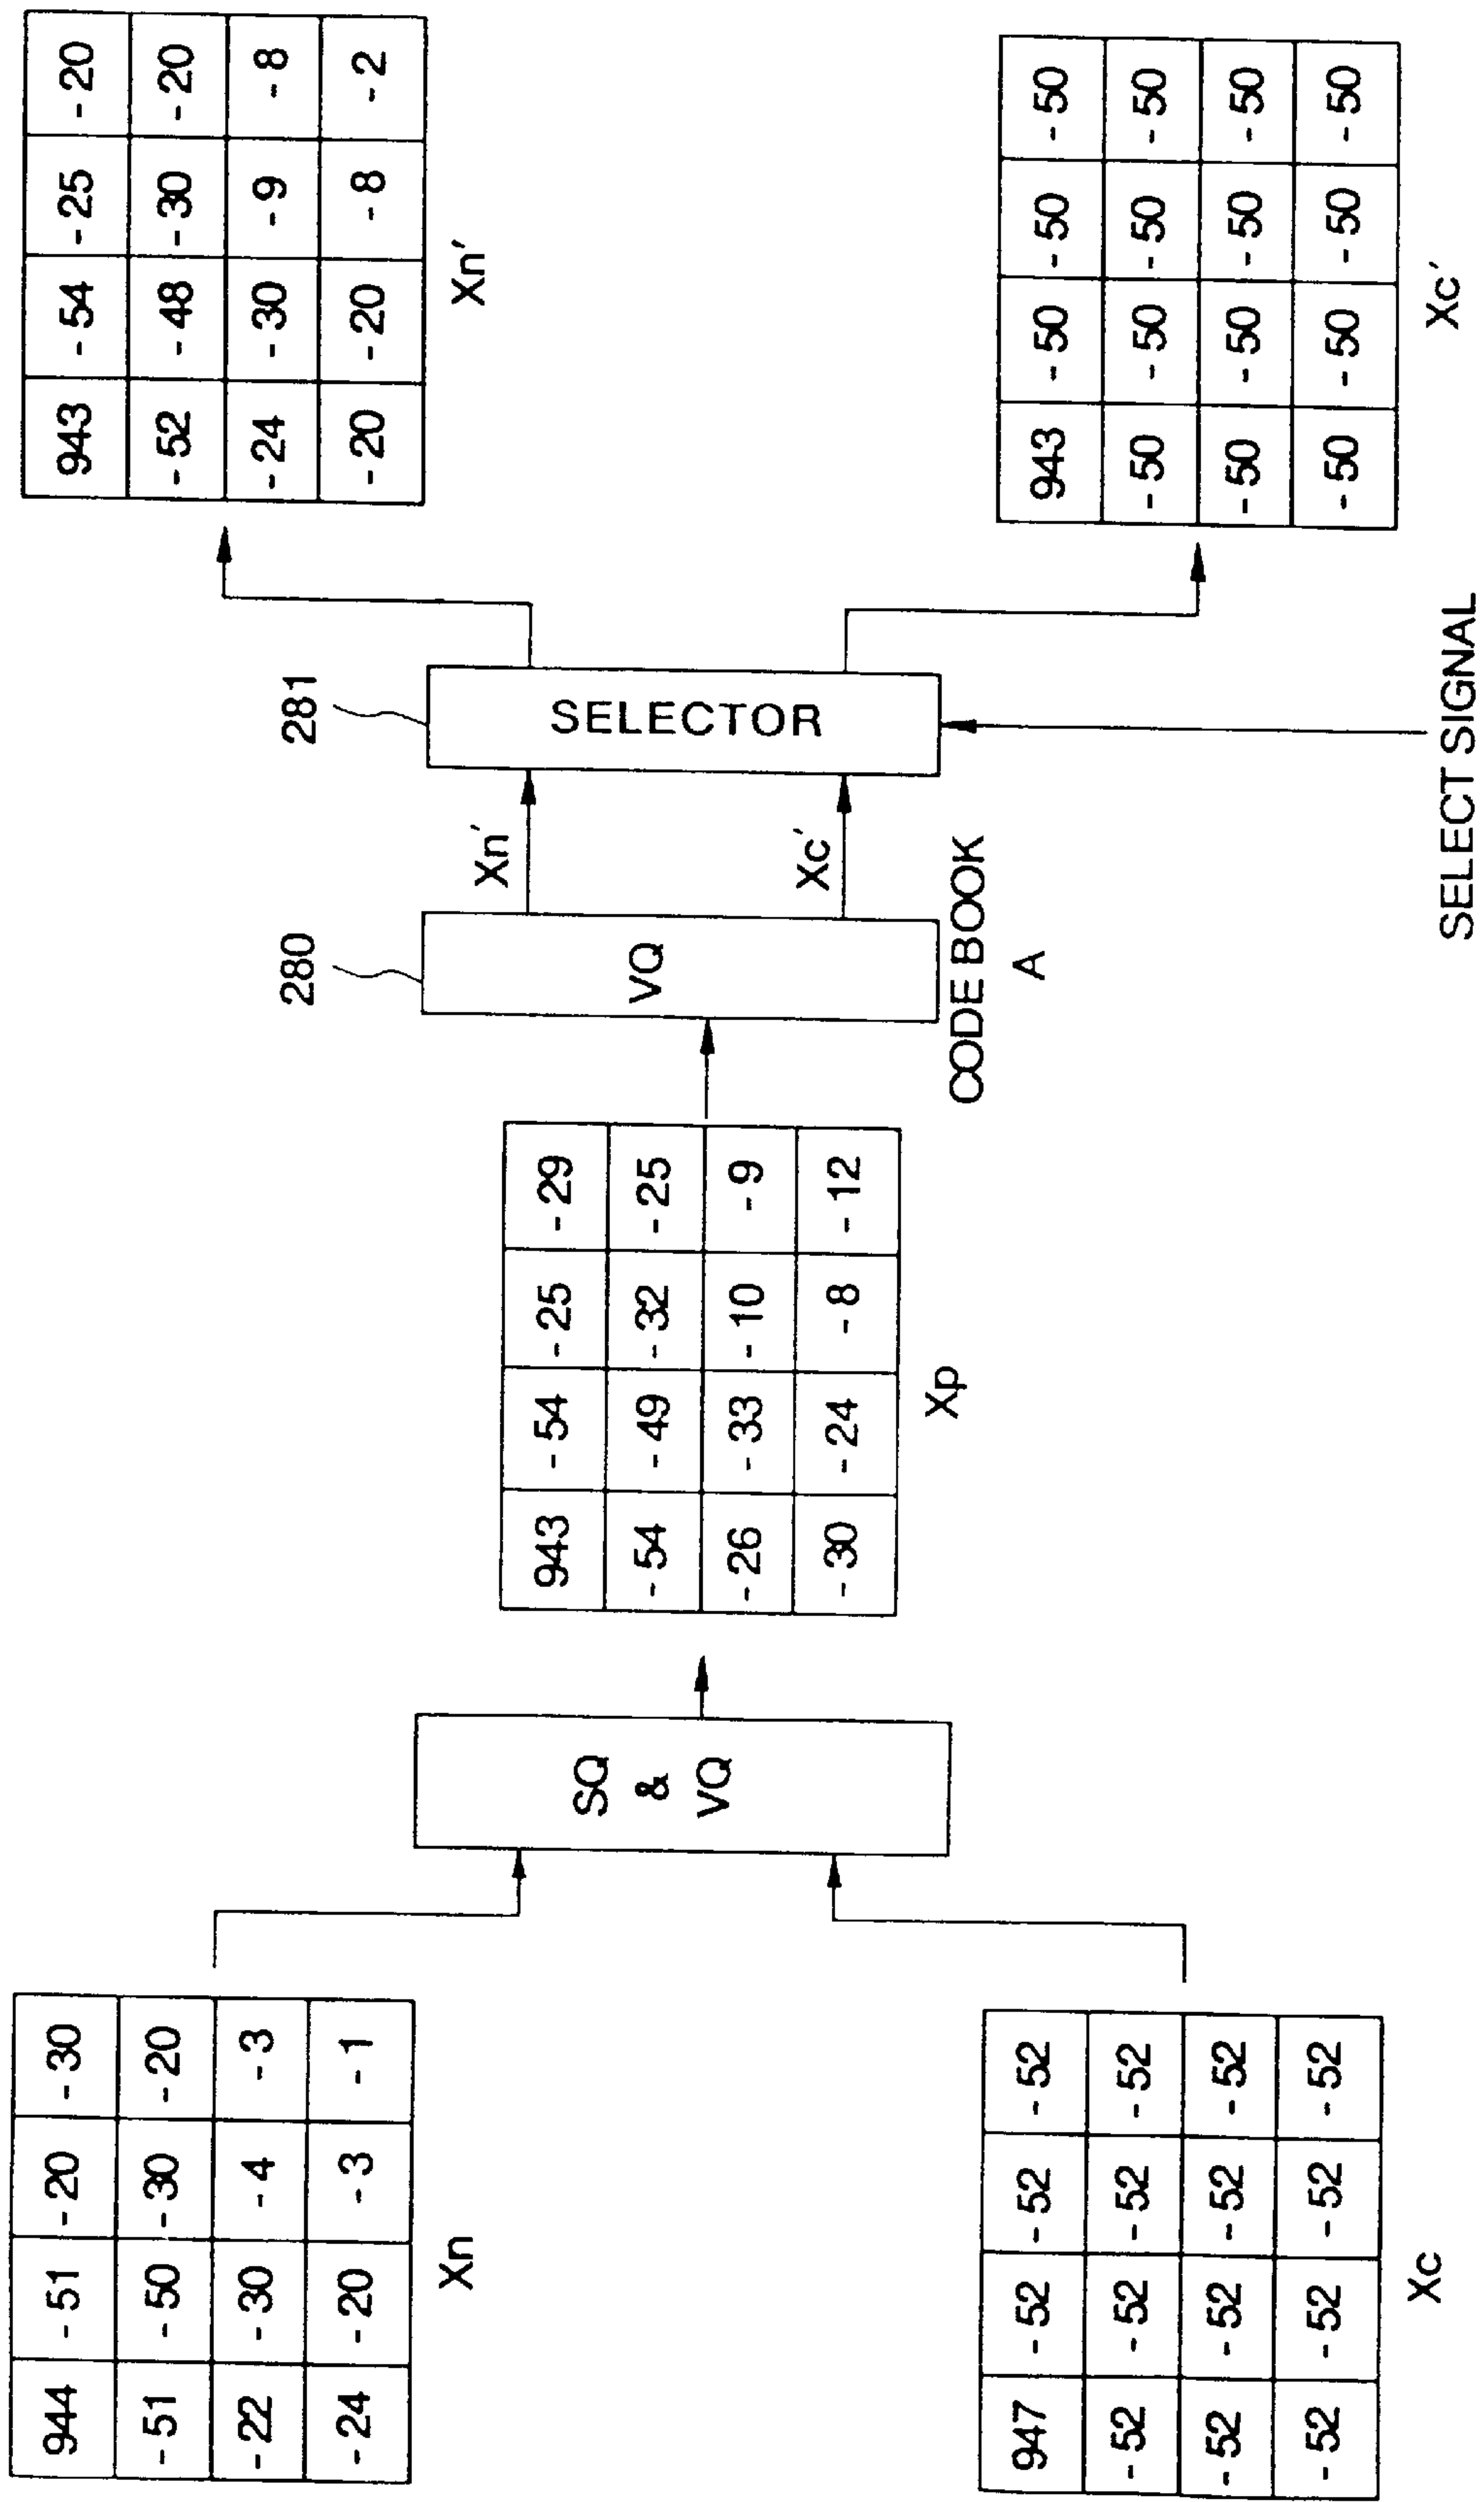 944 -51 -20 -30
-51 -50 -30 -20
-22 -30 -4 -3
-24 -20 -3 -1
Xn
947 -52 -52 -52
-52 -52 -52 -52
-52 -52 -52 -52
-52 -52 -52 -52
Xc
SQ
&
VQ
943 -54 -25 -29
-54 -49 -32 -25
-26 -33 -10 -9
-30 -24 -8 -12
Xp
280
VQ
CODE BOOK
A
Xn'
Xc'
281
SELECTOR
SELECT SIGNAL
943 -54 -25 -20
-52 -48 -30 -20
-24 -30 -9 -8
-20 -20 -8 -2
Xn'
943 -50 -50 -50
-50 -50 -50 -50
-50 -50 -50 -50
-50 -50 -50 -50
Xc'